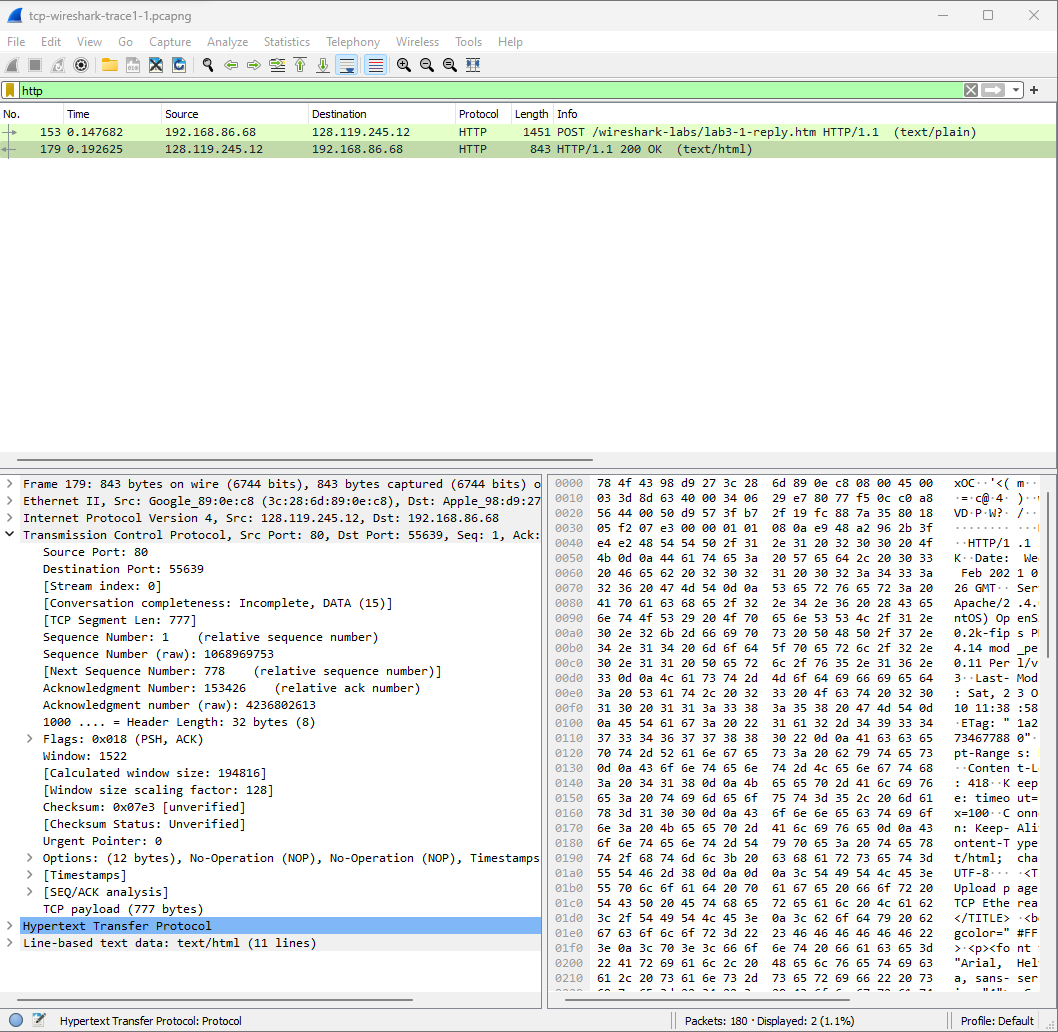 tcp-wireshark-trace1-1.pcapng
File Edit View Go Capture Analyze Statistics Telephony Wireless Tools Help
http
No. Time Source Destination Protocol Length Info
153 0.147682 192.168.86.68 128.119.245.12 HTTP 1451 POST /wireshark-labs/lab3-1-reply.htm HTTP/1.1 (text/plain)
179 0.192625 128.119.245.12 192.168.86.68 HTTP 843 HTTP/1.1 200 OK (text/html)
Frame 179: 843 bytes on wire (6744 bits), 843 bytes captured (6744 bits) o
Ethernet II, Src: Google_89:0e:c8 (3c:28:6d:89:0e:c8), Dst: Apple_98:d9:27
Internet Protocol Version 4, Src: 128.119.245.12, Dst: 192.168.86.68
Transmission Control Protocol, Src Port: 80, Dst Port: 55639, Seq: 1, Ack:
Source Port: 80
Destination Port: 55639
[Stream index: 0]
[Conversation completeness: Incomplete, DATA (15)]
[TCP Segment Len: 777]
Sequence Number: 1 (relative sequence number)
Sequence Number (raw): 1068969753
[Next Sequence Number: 778 (relative sequence number)]
Acknowledgment Number: 153426 (relative ack number)
Acknowledgment number (raw): 4236802613
1000 .... = Header Length: 32 bytes (8)
Flags: 0x018 (PSH, ACK)
Window: 1522
[Calculated window size: 194816]
[Window size scaling factor: 128]
Checksum: 0x07e3 [unverified]
[Checksum Status: Unverified]
Urgent Pointer: 0
Options: (12 bytes), No-Operation (NOP), No-Operation (NOP), Timestamps
[Timestamps]
[SEQ/ACK analysis]
TCP payload (777 bytes)
Hypertext Transfer Protocol
Line-based text data: text/html (11 lines)
0000 78 4f 43 98 d9 27 3c 28 6d 89 0e c8 08 00 45 00 xOC··'<( m·
0010 03 3d 8d 63 40 00 34 06 29 e7 80 77 f5 0c c0 a8 ·=·c@·4· )·
0020 56 44 00 50 d9 57 3f b7 2f 19 fc 88 7a 35 80 18 VD·P·W?· /·
0030 05 f2 07 e3 00 00 01 01 08 0a e9 48 a2 96 2b 3f ········
0040 e4 e2 48 54 54 50 2f 31 2e 31 20 32 30 30 20 4f ··HTTP/1 .1
0050 4b 0d 0a 44 61 74 65 3a 20 57 65 64 2c 20 30 33 K··Date: We
0060 20 46 65 62 20 32 30 32 31 20 30 32 3a 34 33 3a Feb 202 1 0
0070 32 36 20 47 4d 54 0d 0a 53 65 72 76 65 72 3a 20 26 GMT·· Ser
0080 41 70 61 63 68 65 2f 32 2e 34 2e 36 20 28 43 65 Apache/2 .4.
0090 6e 74 4f 53 29 20 4f 70 65 6e 53 53 4c 2f 31 2e ntOS) Op enS
00a0 30 2e 32 6b 2d 66 69 70 73 20 50 48 50 2f 37 2e 0.2k-fip s P
00b0 34 2e 31 34 20 6d 6f 64 5f 70 65 72 6c 2f 32 2e 4.14 mod _pe
00c0 30 2e 31 31 20 50 65 72 6c 2f 76 35 2e 31 36 2e 0.11 Per l/v
00d0 33 0d 0a 4c 61 73 74 2d 4d 6f 64 69 66 69 65 64 3··Last- Mod
00e0 3a 20 53 61 74 2c 20 32 33 20 4f 63 74 20 32 30 : Sat, 2 3 O
00f0 31 30 20 31 31 3a 33 38 3a 35 38 20 47 4d 54 0d 10 11:38 :58
0100 0a 45 54 61 67 3a 20 22 31 61 32 2d 34 39 33 34 ·ETag: " 1a2
0110 37 33 34 36 37 37 38 38 30 22 0d 0a 41 63 63 65 73467788 0"·
0120 70 74 2d 52 61 6e 67 65 73 3a 20 62 79 74 65 73 pt-Range s:
0130 0d 0a 43 6f 6e 74 65 6e 74 2d 4c 65 6e 67 74 68 ··Conten t-L
0140 3a 20 34 31 38 0d 0a 4b 65 65 70 2d 41 6c 69 76 : 418··K eep
0150 65 3a 20 74 69 6d 65 6f 75 74 3d 35 2c 20 6d 61 e: timeo ut=
0160 78 3d 31 30 30 0d 0a 43 6f 6e 6e 65 63 74 69 6f x=100··C onn
0170 6e 3a 20 4b 65 65 70 2d 41 6c 69 76 65 0d 0a 43 n: Keep- Ali
0180 6f 6e 74 65 6e 74 2d 54 79 70 65 3a 20 74 65 78 ontent-T ype
0190 74 2f 68 74 6d 6c 3b 20 63 68 61 72 73 65 74 3d t/html; cha
01a0 55 54 46 2d 38 0d 0a 0d 0a 3c 54 49 54 4c 45 3e UTF-8··· ·<T
01b0 55 70 6c 6f 61 64 20 70 61 67 65 20 66 6f 72 20 Upload p age
01c0 54 43 50 20 45 74 68 65 72 65 61 6c 20 4c 61 62 TCP Ethe rea
01d0 3c 2f 54 49 54 4c 45 3e 0a 3c 62 6f 64 79 20 62 </TITLE> ·<b
01e0 67 63 6f 6c 6f 72 3d 22 23 46 46 46 46 46 46 22 gcolor=" #FF
01f0 3e 0a 3c 70 3e 3c 66 6f 6e 74 20 66 61 63 65 3d >·<p><fo nt
0200 22 41 72 69 61 6c 2c 20 48 65 6c 76 65 74 69 63 "Arial, Hel
0210 61 2c 20 73 61 6e 73 2d 73 65 72 69 66 22 20 73 a, sans- ser
Hypertext Transfer Protocol: Protocol
Packets: 180 · Displayed: 2 (1.1%)
Profile: Default